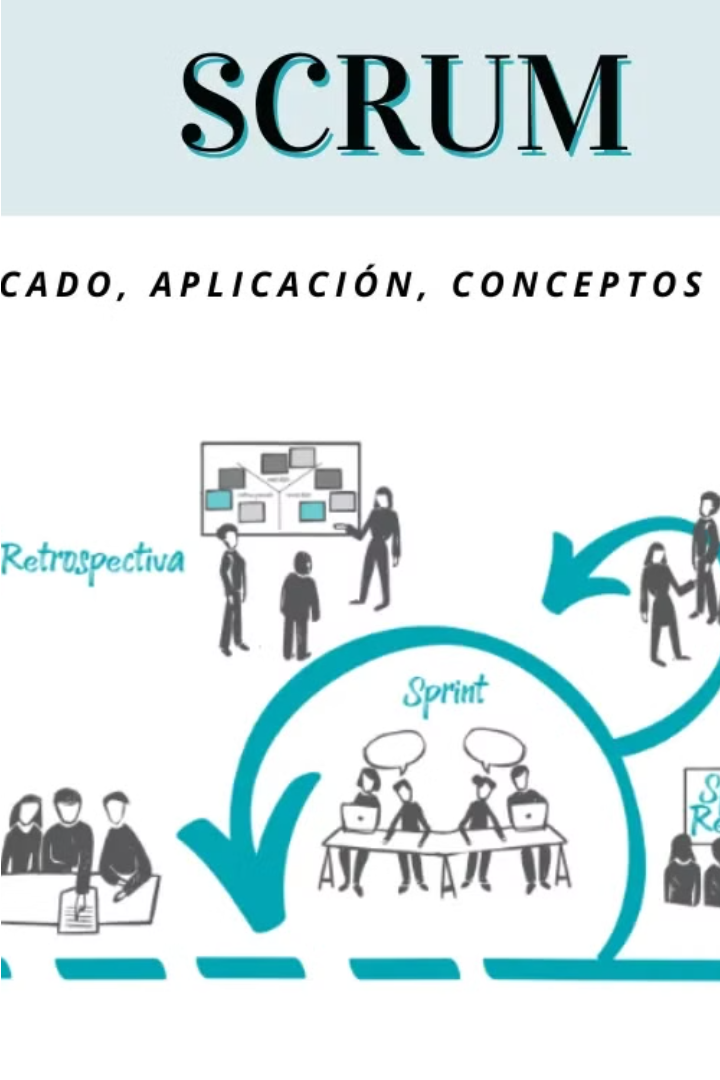 SCRUM
CADO, APLICACIÓN, CONCEPTOS
Retrospectiva
Sprint
S
R